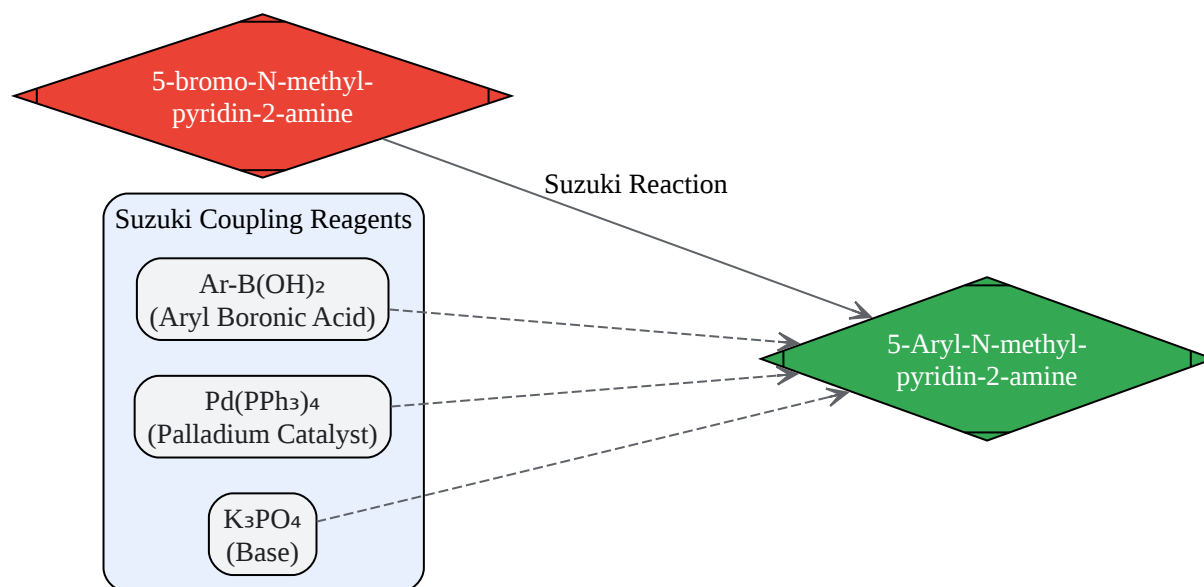 5-bromo-N-methyl-
pyridin-2-amine
Suzuki Reaction
Suzuki Coupling Reagents
Ar-B(OH)₂
(Aryl Boronic Acid)
Pd(PPh₃)₄
(Palladium Catalyst)
K₃PO₄
(Base)
5-Aryl-N-methyl-
pyridin-2-amine